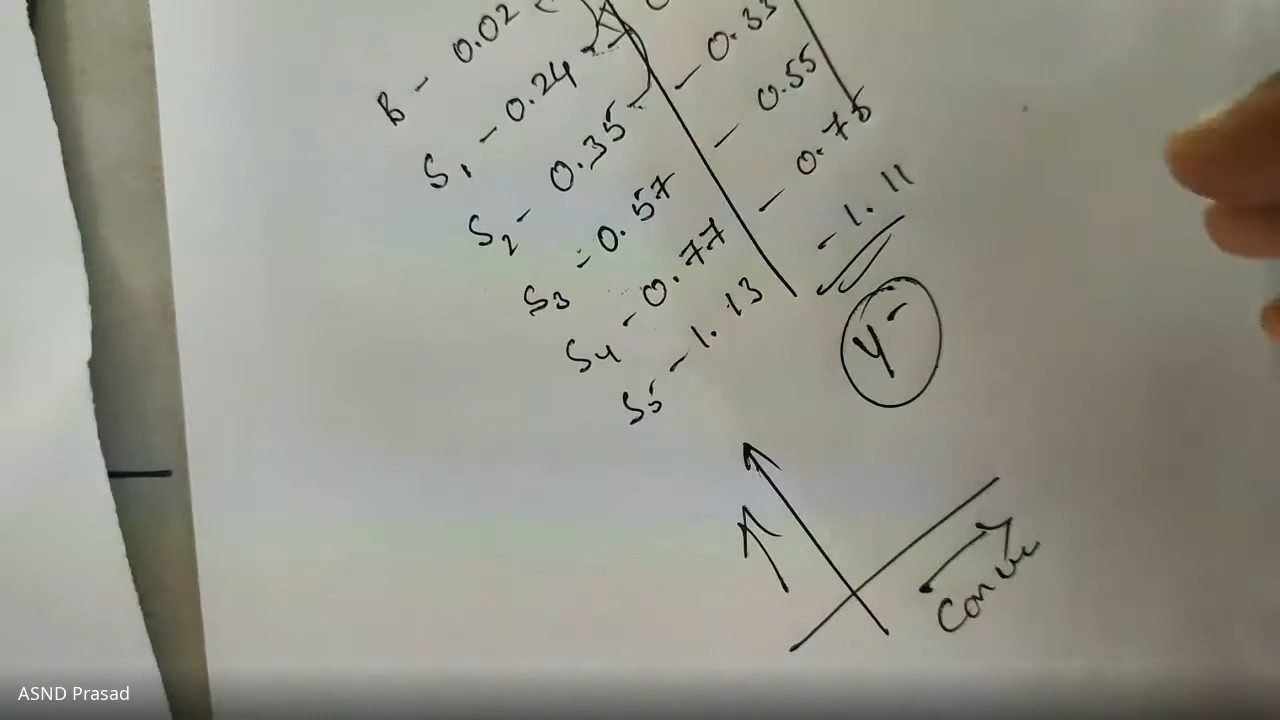 B - 0.02
S1 - 0.24
S2 - 0.35 - 0.33
S3 - 0.57 - 0.55
S4 - 0.77 - 0.75
S5 - 1.13 - 1.11
Y-
Conc
ASND Prasad